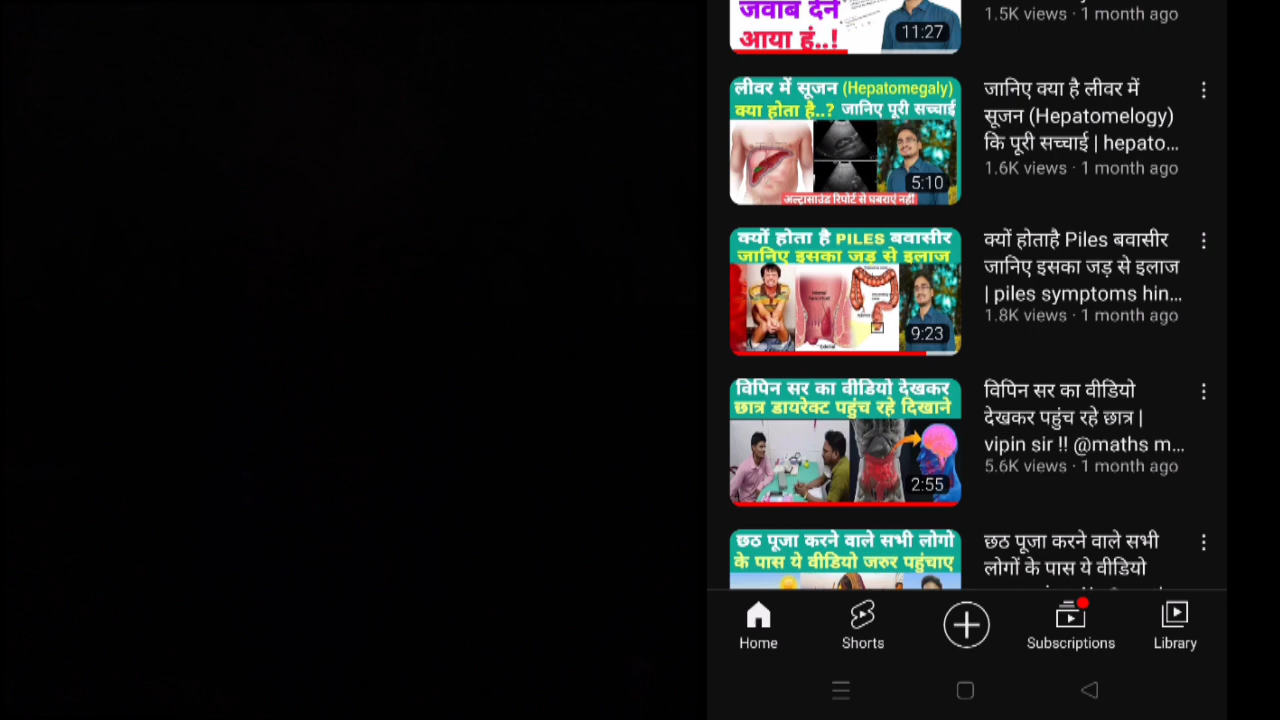 जवाब देने
आया हं..!
11:27
1.5K views · 1 month ago
लीवर में सूजन (Hepatomegaly)
क्या होता है..? जानिए पूरी सच्चाई
5:10
अल्ट्रासाउंड रिपोर्ट से घबराएं नहीं
जानिए क्या है लीवर में
सूजन (Hepatomelogy)
कि पूरी सच्चाई | hepato...
1.6K views · 1 month ago
क्यों होता है PILES बवासीर
जानिए इसका जड़ से इलाज
9:23
क्यों होताहै Piles बवासीर
जानिए इसका जड़ से इलाज
| piles symptoms hin...
1.8K views · 1 month ago
विपिन सर का वीडियो देखकर
छात्र डायरेक्ट पहुंच रहे दिखाने
2:55
विपिन सर का वीडियो
देखकर पहुंच रहे छात्र |
vipin sir !! @maths m...
5.6K views · 1 month ago
छठ पूजा करने वाले सभी लोगो
के पास ये वीडियो जरुर पहुंचाए
छठ पूजा करने वाले सभी
लोगों के पास ये वीडियो
Home
Shorts
Subscriptions
Library